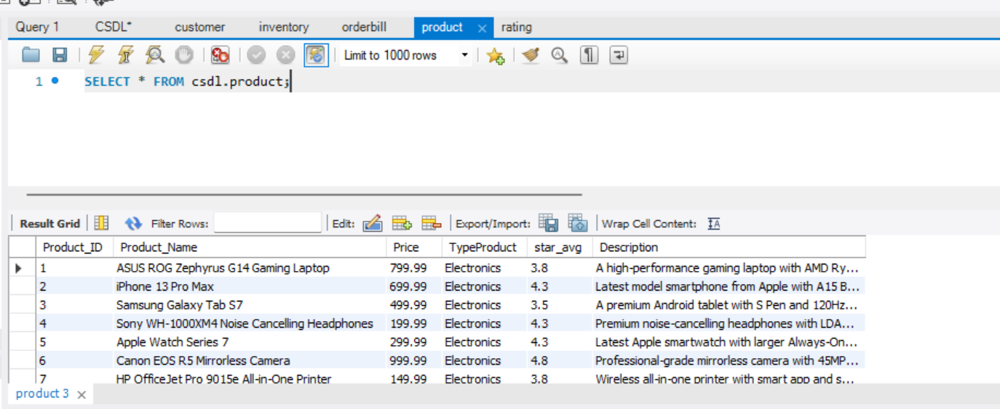 Query 1 CSDL* customer inventory orderbill product rating
Limit to 1000 rows
1 SELECT * FROM csdl.product;
Result Grid Filter Rows: Edit: Export/Import: Wrap Cell Content:
Product_ID Product_Name Price TypeProduct star_avg Description
1 ASUS ROG Zephyrus G14 Gaming Laptop 799.99 Electronics 3.8 A high-performance gaming laptop with AMD Ry...
2 iPhone 13 Pro Max 699.99 Electronics 4.3 Latest model smartphone from Apple with A15 B...
3 Samsung Galaxy Tab S7 499.99 Electronics 3.5 A premium Android tablet with S Pen and 120Hz...
4 Sony WH-1000XM4 Noise Cancelling Headphones 199.99 Electronics 4.3 Premium noise-cancelling headphones with LDA...
5 Apple Watch Series 7 299.99 Electronics 4.3 Latest Apple smartwatch with larger Always-On...
6 Canon EOS R5 Mirrorless Camera 999.99 Electronics 4.8 Professional-grade mirrorless camera with 45MP...
7 HP OfficeJet Pro 9015e All-in-One Printer 149.99 Electronics 3.8 Wireless all-in-one printer with smart app and s...
product 3